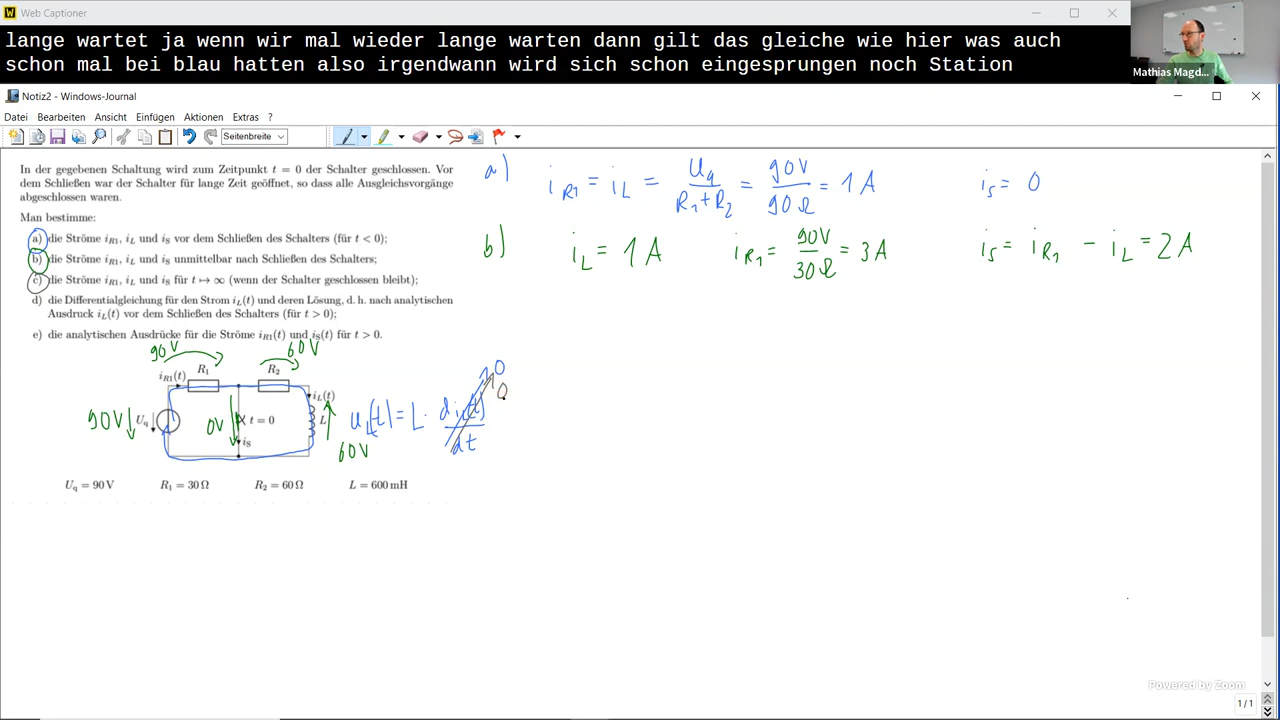 Web Captioner
lange wartet ja wenn wir mal wieder lange warten dann gilt das gleiche wie hier was auch
schon mal bei blau hatten also irgendwann wird sich schon eingesprungen noch Station
Mathias Magd...
Notiz2 - Windows-Journal
Datei Bearbeiten Ansicht Einfügen Aktionen Extras ?
Seitenbreite
In der gegebenen Schaltung wird zum Zeitpunkt t = 0 der Schalter geschlossen. Vor
dem Schließen war der Schalter für lange Zeit geöffnet, so dass alle Ausgleichsvorgänge
abgeschlossen waren.
Man bestimme:
a) die Ströme iR1, iL und iS vor dem Schließen des Schalters (für t < 0);
b) die Ströme iR1, iL und iS unmittelbar nach Schließen des Schalters;
c) die Ströme iR1, iL und iS für t ↦ ∞ (wenn der Schalter geschlossen bleibt);
d) die Differentialgleichung für den Strom iL(t) und deren Lösung, d. h. nach analytischen
Ausdruck iL(t) vor dem Schließen des Schalters (für t > 0);
e) die analytischen Ausdrücke für die Ströme iR1(t) und iS(t) für t > 0.
a) iR1 = iL = Uq/(R1+R2) = 90V/90Ω = 1A iS = 0
b) iL = 1A iR1 = 90V/30Ω = 3A iS = iR1 - iL = 2A
90V 60V
iR1(t) R1 R2
iL(t)
90V Uq 0V t = 0 L
iS
60V
uL(t) = L · diL(t)/dt 0
0
Uq = 90 V R1 = 30 Ω R2 = 60 Ω L = 600 mH
Recorded by Zoom
1/1